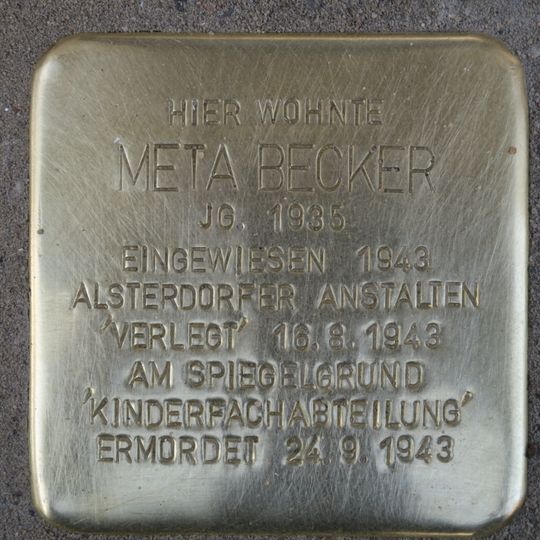 HIER WOHNTE
META BECKER
JG. 1935
EINGEWIESEN 1943
ALSTERDORFER ANSTALTEN
'VERLEGT' 16.8.1943
AM SPIEGELGRUND
'KINDERFACHABTEILUNG'
ERMORDET 24.9.1943